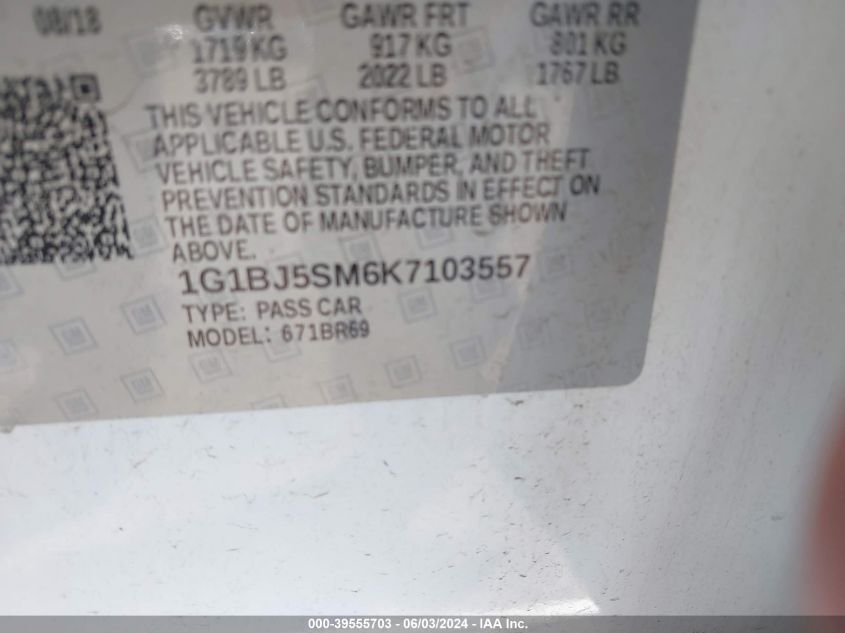 08/18 GVWR GAWR FRT GAWR RR
1719 KG 917 KG 801 KG
3789 LB 2022 LB 1767 LB
THIS VEHICLE CONFORMS TO ALL
APPLICABLE U.S. FEDERAL MOTOR
VEHICLE SAFETY, BUMPER, AND THEFT
PREVENTION STANDARDS IN EFFECT ON
THE DATE OF MANUFACTURE SHOWN
ABOVE.
1G1BJ5SM6K7103557
TYPE: PASS CAR
MODEL: 671BR69
000-39555703 - 06/03/2024 - IAA Inc.